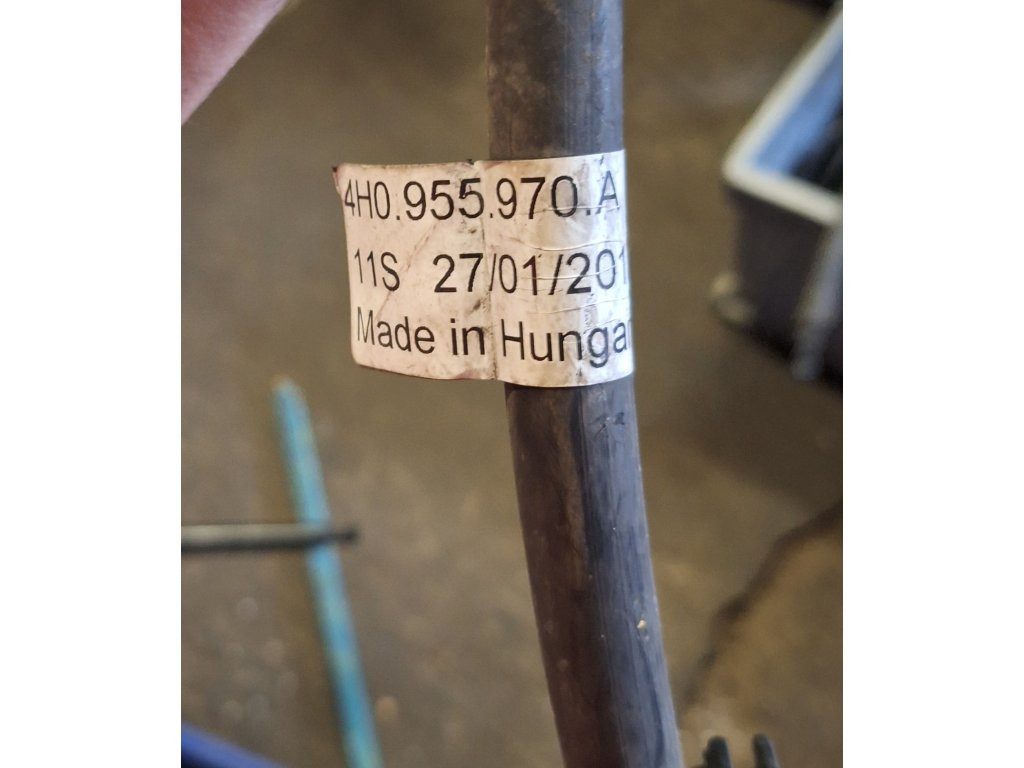 4H0.955.970.A
11S 27/01/201
Made in Hunga